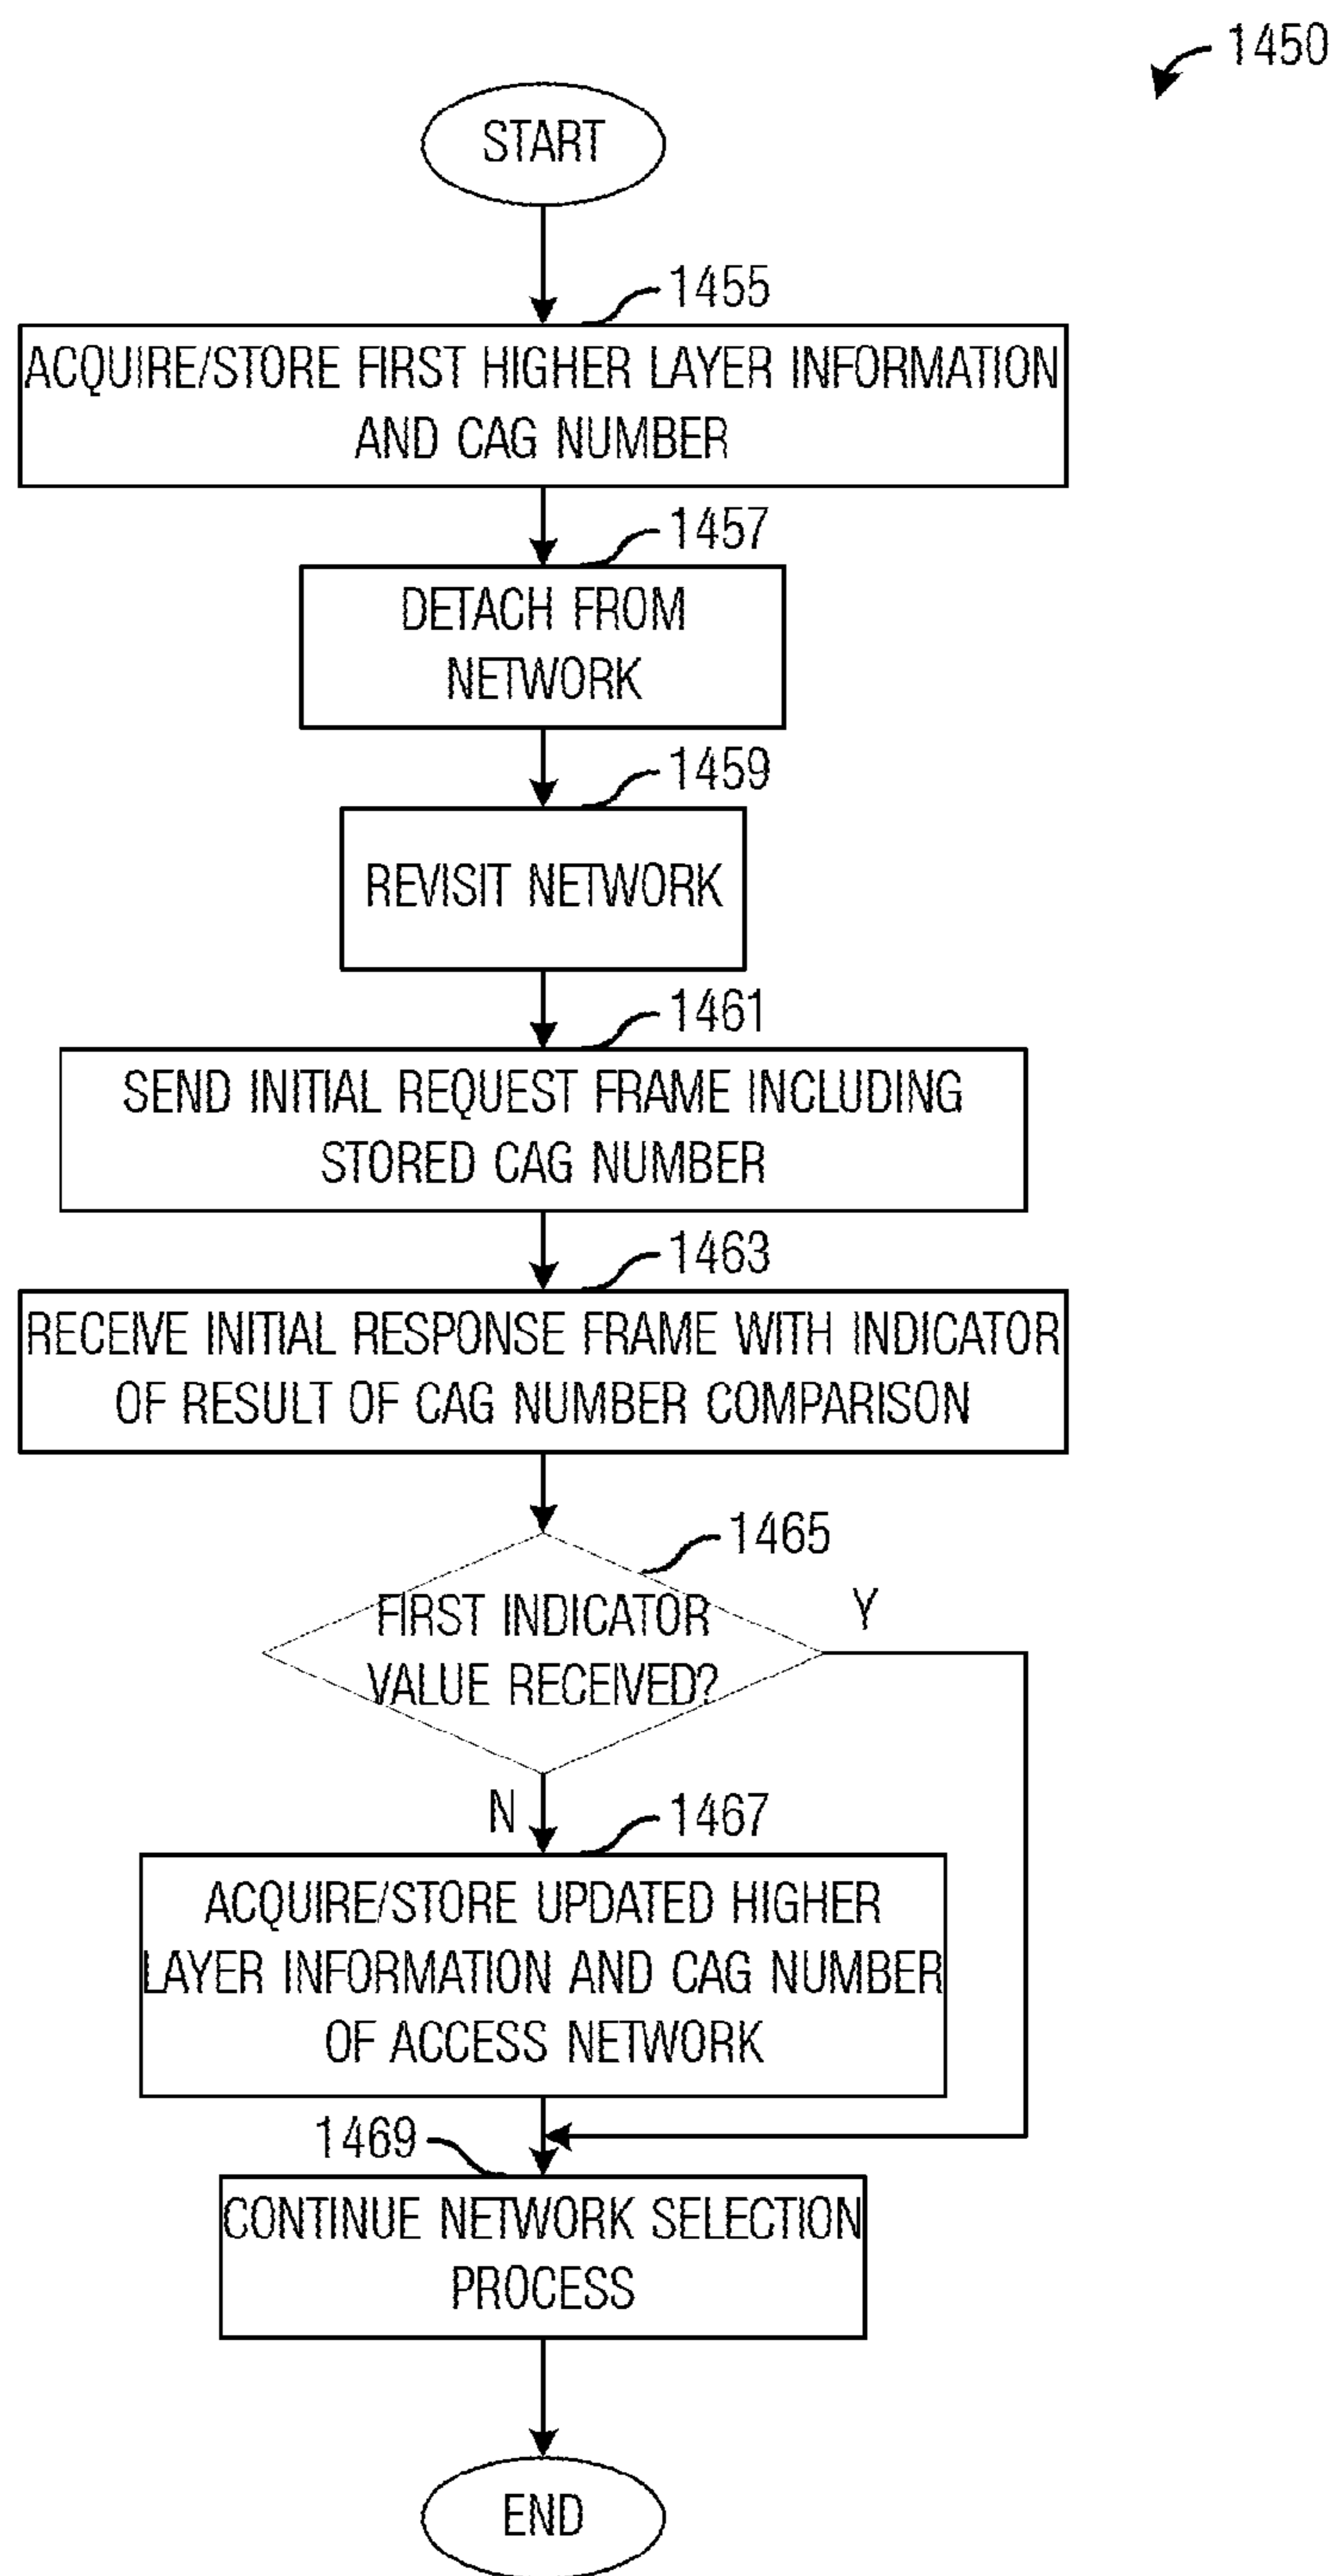 1450
START
1455
ACQUIRE/STORE FIRST HIGHER LAYER INFORMATION
AND CAG NUMBER
1457
DETACH FROM
NETWORK
1459
REVISIT NETWORK
1461
SEND INITIAL REQUEST FRAME INCLUDING
STORED CAG NUMBER
1463
RECEIVE INITIAL RESPONSE FRAME WITH INDICATOR
OF RESULT OF CAG NUMBER COMPARISON
1465
FIRST INDICATOR
VALUE RECEIVED?
Y
N
1467
ACQUIRE/STORE UPDATED HIGHER
LAYER INFORMATION AND CAG NUMBER
OF ACCESS NETWORK
1469
CONTINUE NETWORK SELECTION
PROCESS
END